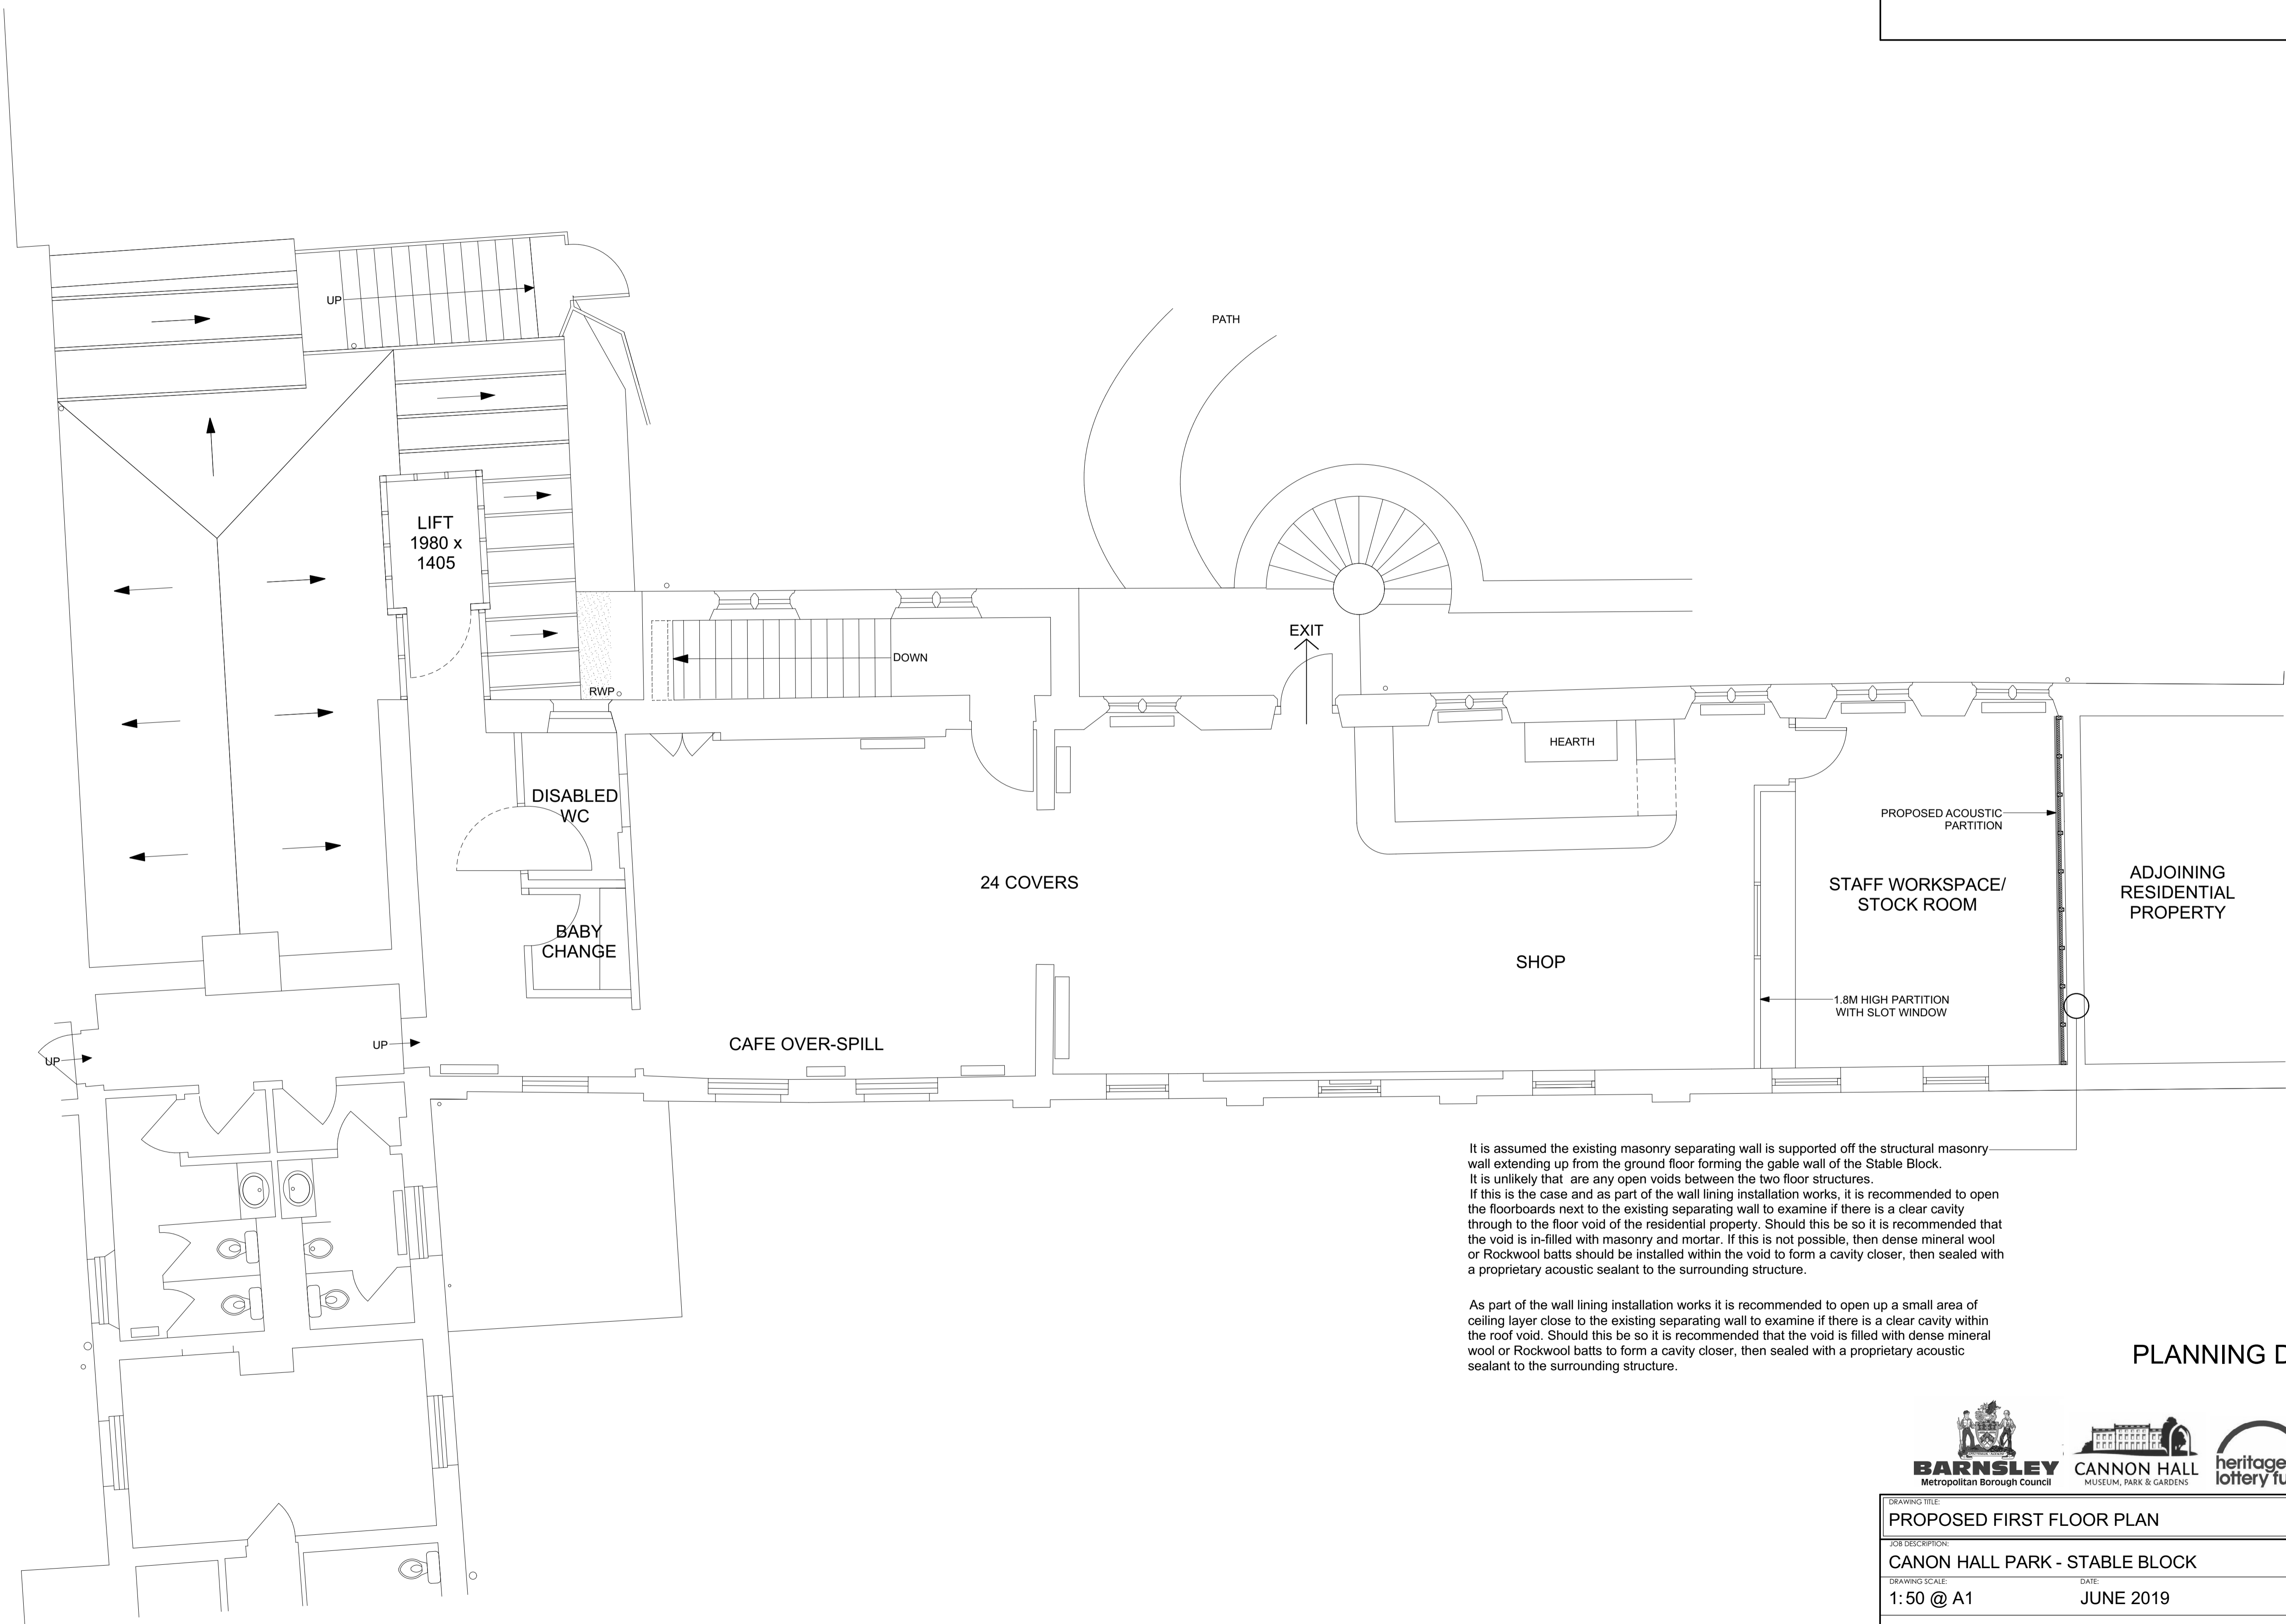 UP
PATH
LIFT
1980 x
1405
EXIT
DOWN
RWP
HEARTH
DISABLED
WC
PROPOSED ACOUSTIC
PARTITION
24 COVERS
STAFF WORKSPACE/
STOCK ROOM
ADJOINING
RESIDENTIAL
PROPERTY
BABY
CHANGE
SHOP
1.8M HIGH PARTITION
WITH SLOT WINDOW
CAFE OVER-SPILL
UP
UP
It is assumed the existing masonry separating wall is supported off the structural masonry
wall extending up from the ground floor forming the gable wall of the Stable Block.
It is unlikely that are any open voids between the two floor structures.
If this is the case and as part of the wall lining installation works, it is recommended to open
the floorboards next to the existing separating wall to examine if there is a clear cavity
through to the floor void of the residential property. Should this be so it is recommended that
the void is in-filled with masonry and mortar. If this is not possible, then dense mineral wool
or Rockwool batts should be installed within the void to form a cavity closer, then sealed with
a proprietary acoustic sealant to the surrounding structure.
As part of the wall lining installation works it is recommended to open up a small area of
ceiling layer close to the existing separating wall to examine if there is a clear cavity within
the roof void. Should this be so it is recommended that the void is filled with dense mineral
wool or Rockwool batts to form a cavity closer, then sealed with a proprietary acoustic
sealant to the surrounding structure.
PLANNING D
BARNSLEY
Metropolitan Borough Council
CANNON HALL
MUSEUM, PARK & GARDENS
heritage
lottery fu
DRAWING TITLE:
PROPOSED FIRST FLOOR PLAN
JOB DESCRIPTION:
CANON HALL PARK - STABLE BLOCK
DRAWING SCALE:
1:50 @ A1
DATE:
JUNE 2019